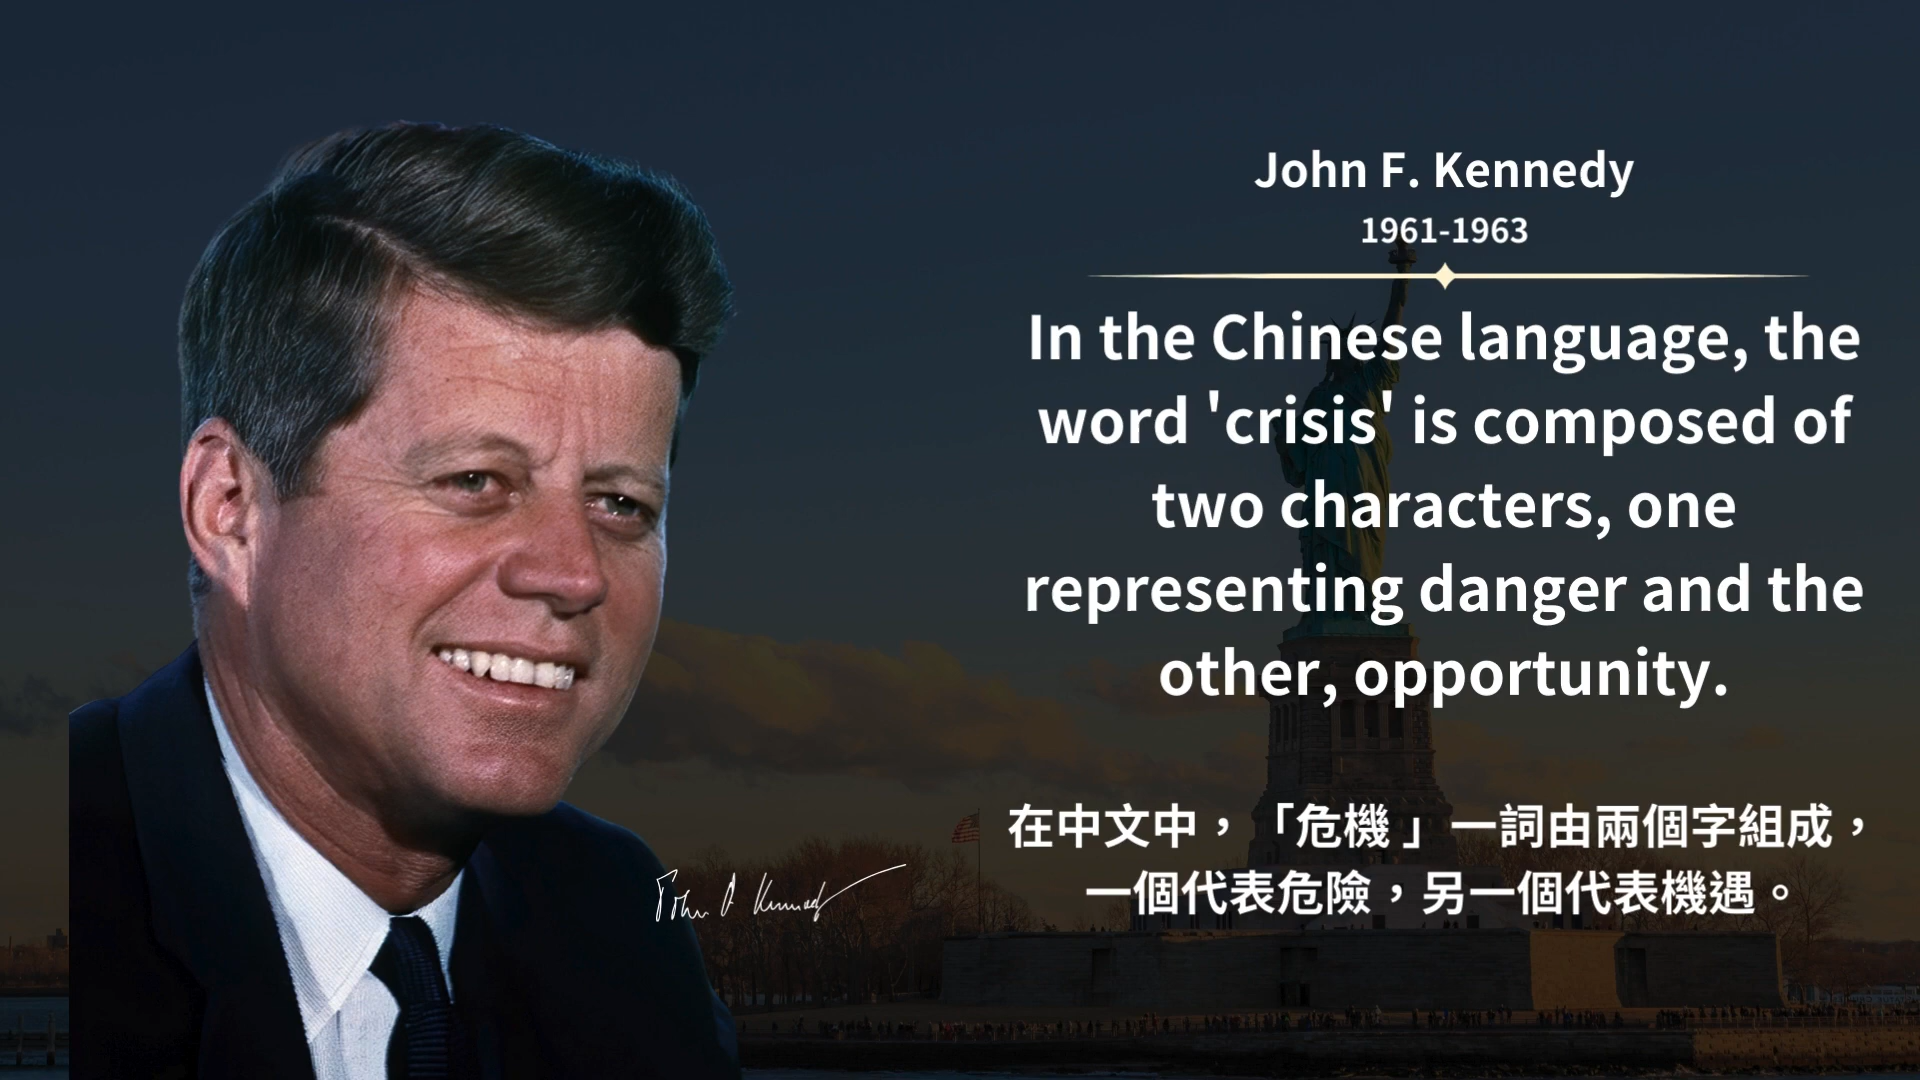 John F. Kennedy
1961-1963
In the Chinese language, the
word 'crisis' is composed of
two characters, one
representing danger and the
other, opportunity.
在中文中，「危機」一詞由兩個字組成，
一個代表危險，另一個代表機遇。
John F Kennedy